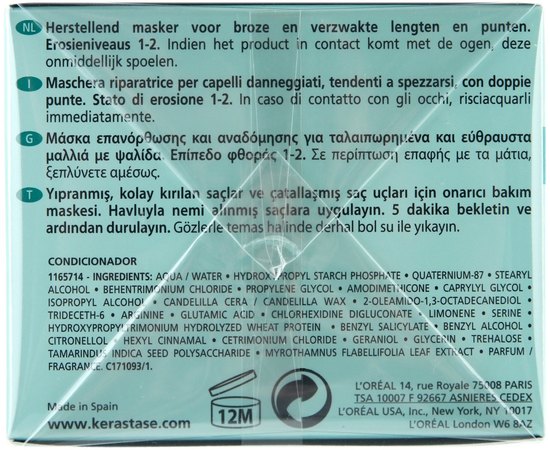 NL Herstellend masker voor broze en verzwakte lengten en punten.
Erosieniveaus 1-2. Indien het product in contact komt met de ogen, deze
onmiddellijk spoelen.
I Maschera riparatrice per capelli danneggiati, tendenti a spezzarsi, con doppie
punte. Stato di erosione 1-2. In caso di contatto con gli occhi, risciacquarli
immediatamente.
G Μάσκα επανόρθωσης και αναδόμησης για ταλαιπωρημένα και εύθραυστα
μαλλιά με ψαλίδα. Επίπεδο φθοράς 1-2. Σε περίπτωση επαφής με τα μάτια,
ξεπλύνετε αμέσως.
T Yıpranmış, kolay kırılan saçlar ve çatallaşmış saç uçları için onarıcı bakım
maskesi. Havluyla nemi alınmış saçlara uygulayın. 5 dakika bekletin ve
ardından durulayın. Gözlerle temas halinde derhal bol su ile yıkayın.
CONDICIONADOR
1165714 - INGREDIENTS: AQUA / WATER • HYDROXYPROPYL STARCH PHOSPHATE • QUATERNIUM-87 • STEARYL
ALCOHOL • BEHENTRIMONIUM CHLORIDE • PROPYLENE GLYCOL • AMODIMETHICONE • CAPRYLYL GLYCOL •
ISOPROPYL ALCOHOL • CANDELILLA CERA / CANDELILLA WAX • 2-OLEAMIDO-1,3-OCTADECANEDIOL •
TRIDECETH-6 • ARGININE • GLUTAMIC ACID • CHLORHEXIDINE DIGLUCONATE • LIMONENE • SERINE •
HYDROXYPROPYLTRIMONIUM HYDROLYZED WHEAT PROTEIN • BENZYL SALICYLATE • BENZYL ALCOHOL •
CITRONELLOL • HEXYL CINNAMAL • CETRIMONIUM CHLORIDE • GERANIOL • GLYCERIN • TREHALOSE •
TAMARINDUS INDICA SEED POLYSACCHARIDE • MYROTHAMNUS FLABELLIFOLIA LEAF EXTRACT • PARFUM /
FRAGRANCE. C171093/1.
Made in Spain
www.kerastase.com
12M
L'ORÉAL 14, rue Royale 75008 PARIS
TSA 10007 F 92667 ASNIERES CEDEX
L'ORÉAL USA, Inc., New York, NY 10017
L'ORÉAL London W6 8AZ